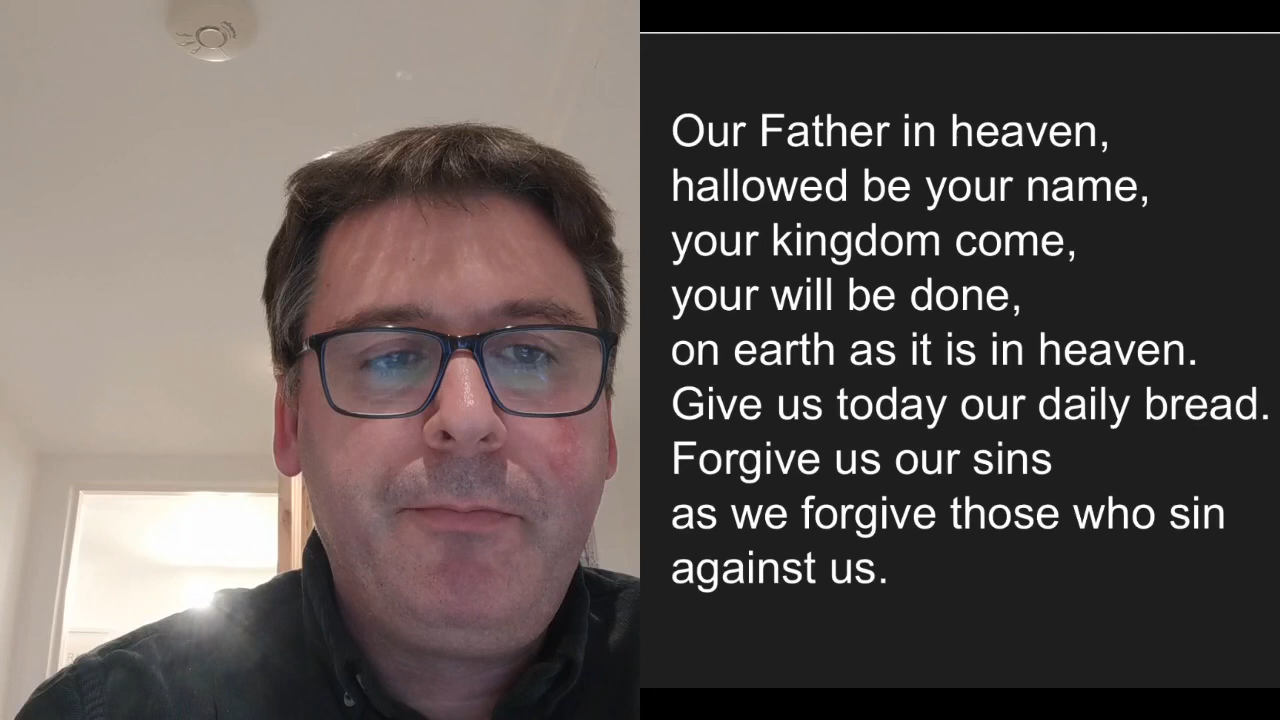 Our Father in heaven,
hallowed be your name,
your kingdom come,
your will be done,
on earth as it is in heaven.
Give us today our daily bread.
Forgive us our sins
as we forgive those who sin
against us.